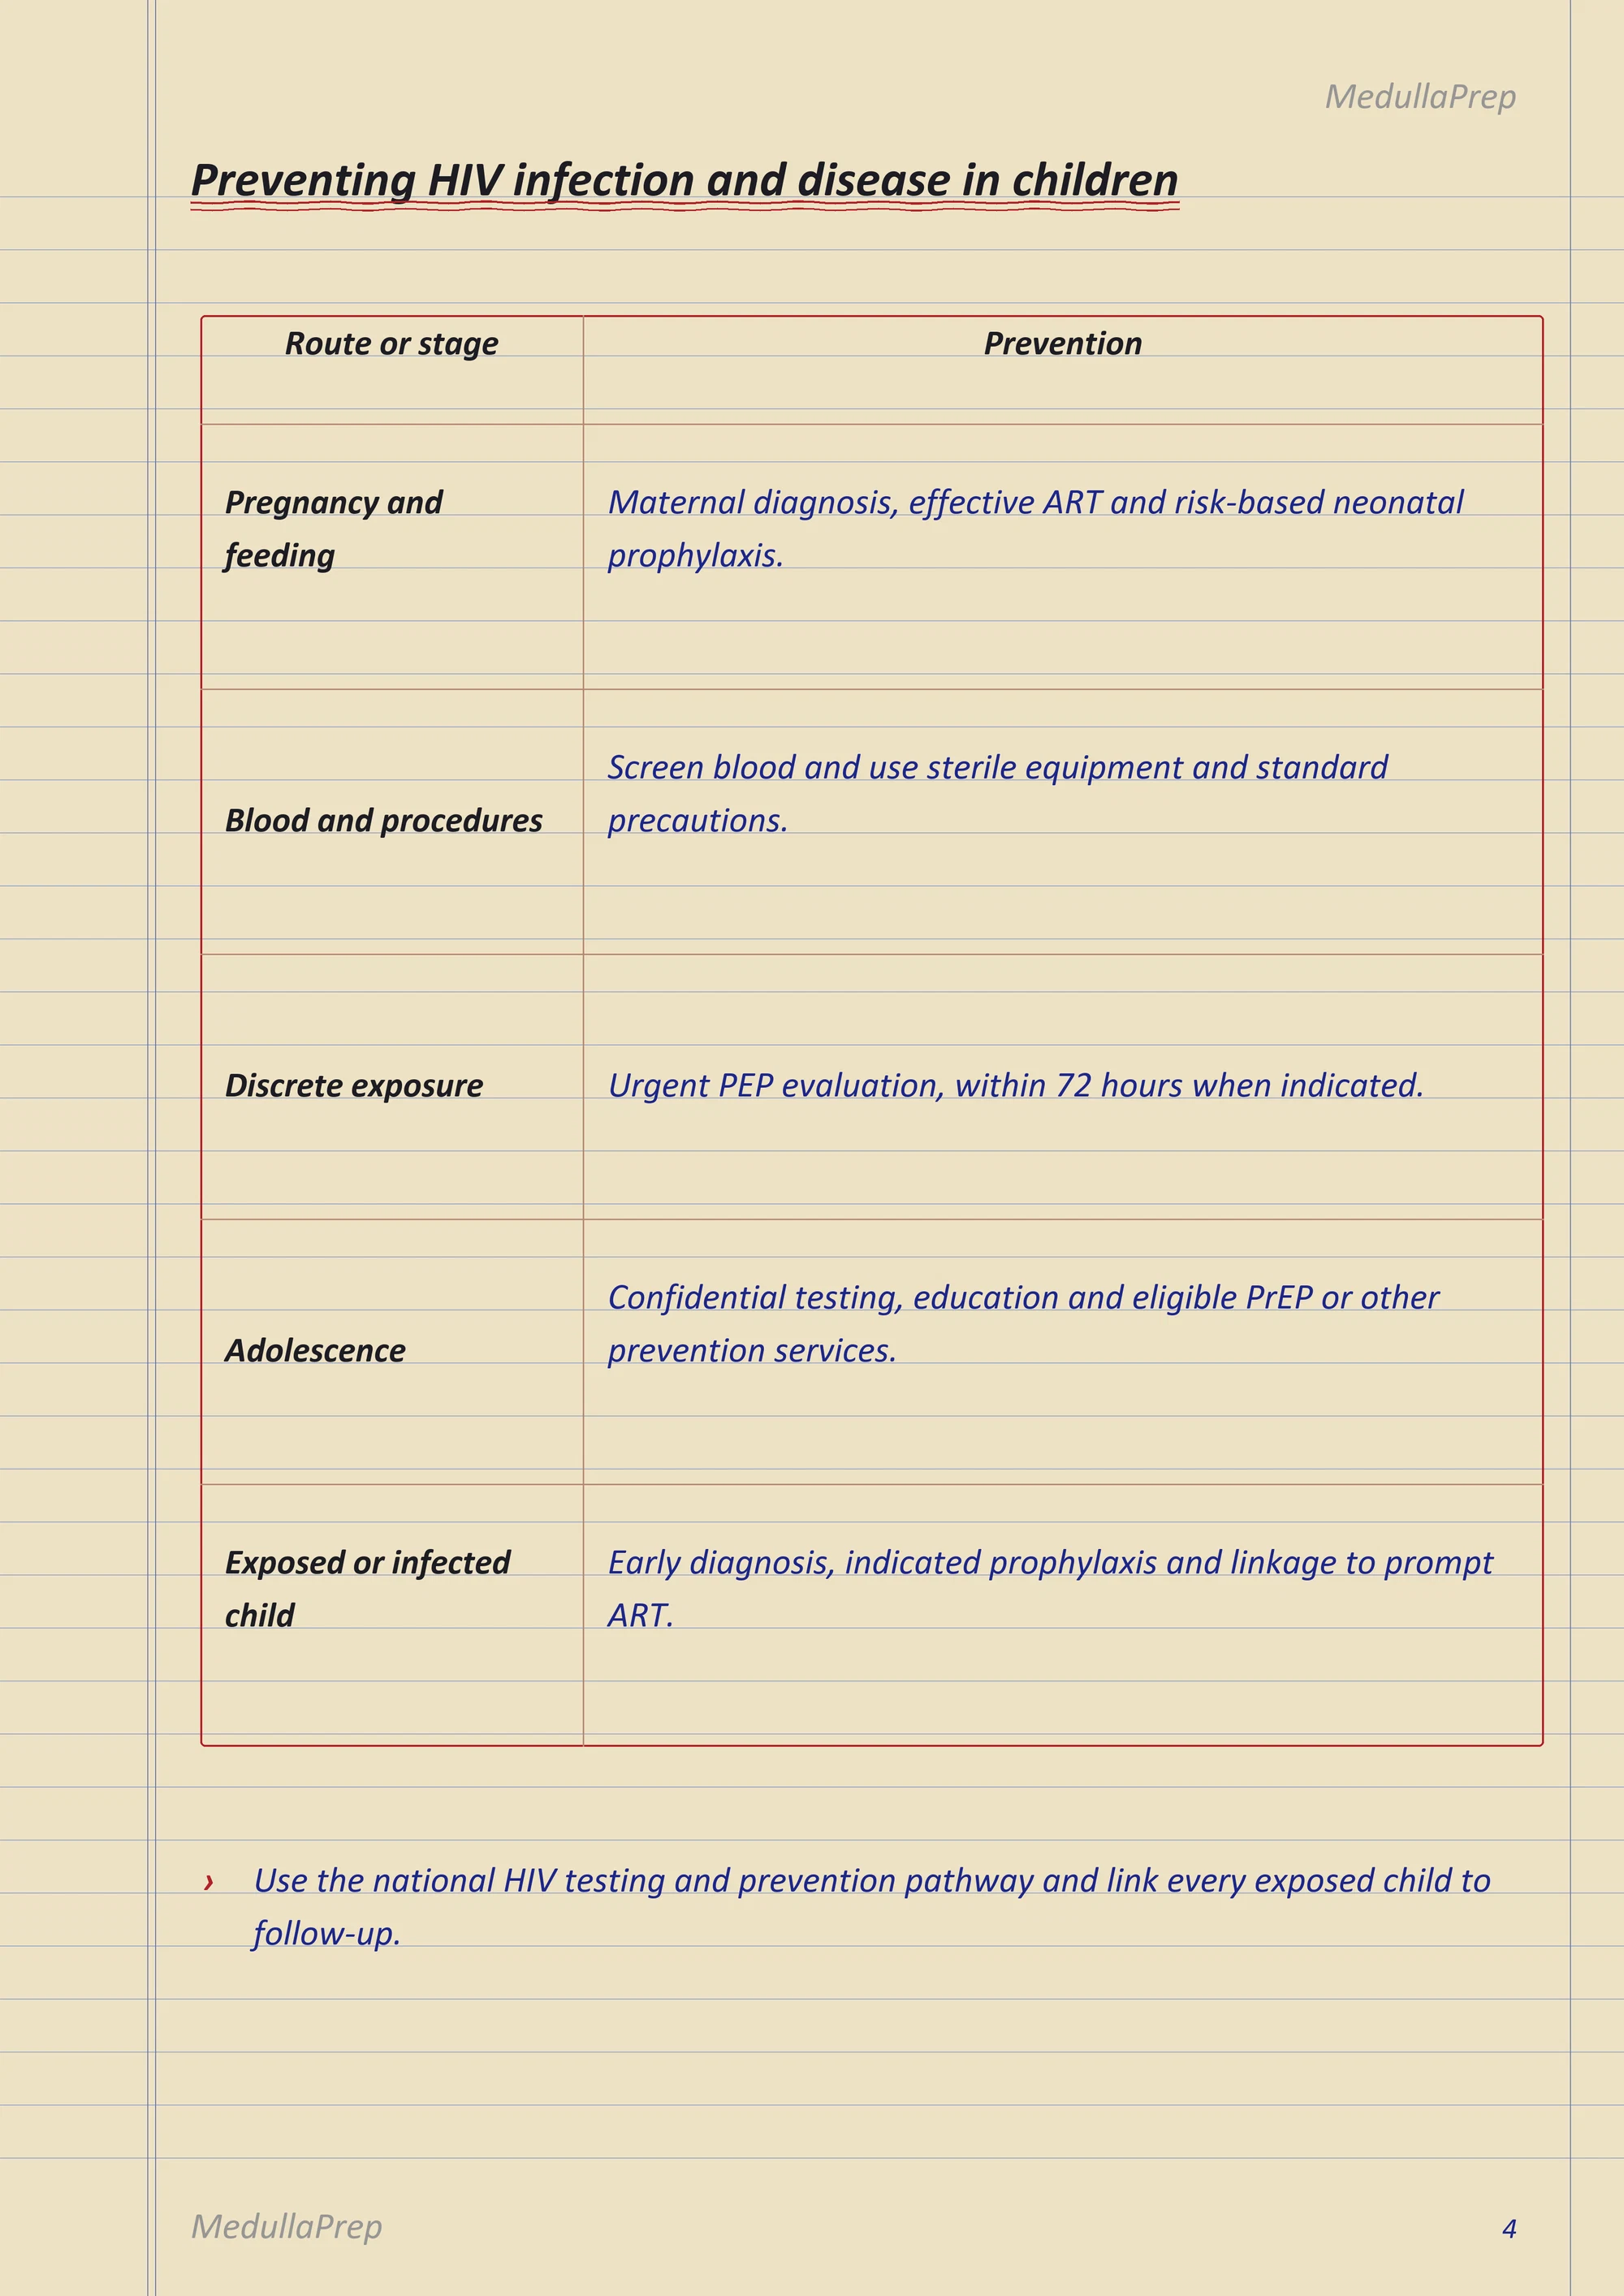 MedullaPrep
Preventing HIV infection and disease in children
Route or stage
Prevention
Pregnancy and
feeding
Maternal diagnosis, effective ART and risk-based neonatal
prophylaxis.
Blood and procedures
Screen blood and use sterile equipment and standard
precautions.
Discrete exposure
Urgent PEP evaluation, within 72 hours when indicated.
Adolescence
Confidential testing, education and eligible PrEP or other
prevention services.
Exposed or infected
child
Early diagnosis, indicated prophylaxis and linkage to prompt
ART.
› Use the national HIV testing and prevention pathway and link every exposed child to
follow-up.
MedullaPrep
4